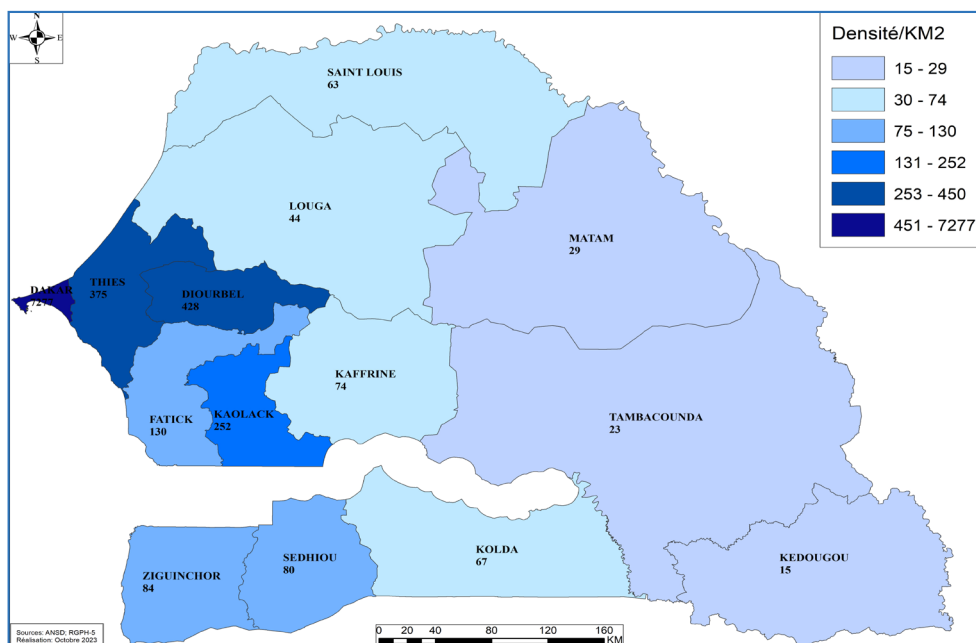 N
W E
S
Densité/KM2
15 - 29
30 - 74
75 - 130
131 - 252
253 - 450
451 - 7277
SAINT LOUIS
63
LOUGA
44
MATAM
29
DAKAR
7277
THIES
375
DIOURBEL
428
KAFFRINE
74
FATICK
130
KAOLACK
252
TAMBACOUNDA
23
ZIGUINCHOR
84
SEDHIOU
80
KOLDA
67
KEDOUGOU
15
Sources: ANSD; RGPH-5
Réalisation: Octobre 2023
0 20 40 80 120 160
KM